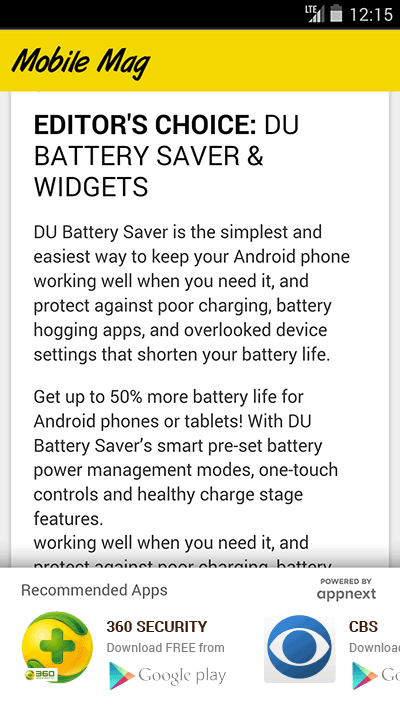 LTE 12:15
Mobile Mag
EDITOR'S CHOICE: DU
BATTERY SAVER &
WIDGETS
DU Battery Saver is the simplest and
easiest way to keep your Android phone
working well when you need it, and
protect against poor charging, battery
hogging apps, and overlooked device
settings that shorten your battery life.
Get up to 50% more battery life for
Android phones or tablets! With DU
Battery Saver’s smart pre-set battery
power management modes, one-touch
controls and healthy charge stage
features.
working well when you need it, and
protect against poor charging, battery
Recommended Apps
POWERED BY
appnext
360 SECURITY
Download FREE from
Google play
360
CBS
Downloa
Go